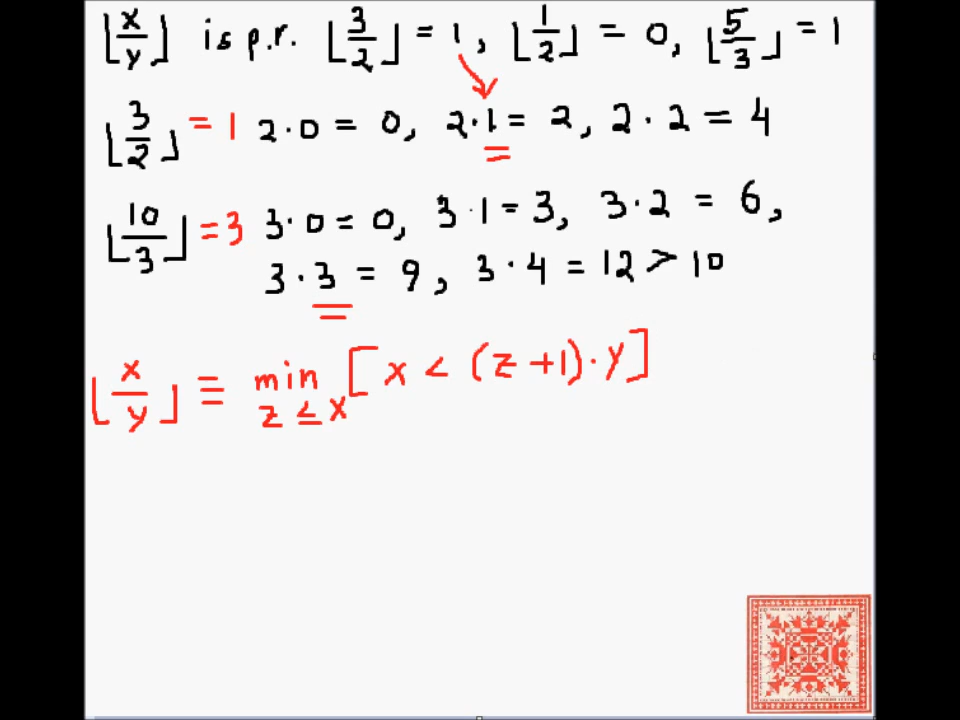 ⌊x/y⌋ is p.r. ⌊3/2⌋ = 1, ⌊1/2⌋ = 0, ⌊5/3⌋ = 1
⌊3/2⌋ = 1 2·0 = 0, 2·1 = 2, 2·2 = 4
⌊10/3⌋ = 3 3·0 = 0, 3·1 = 3, 3·2 = 6,
3·3 = 9, 3·4 = 12 > 10
⌊x/y⌋ ≡ min z ≤ x [x < (z+1)·y]